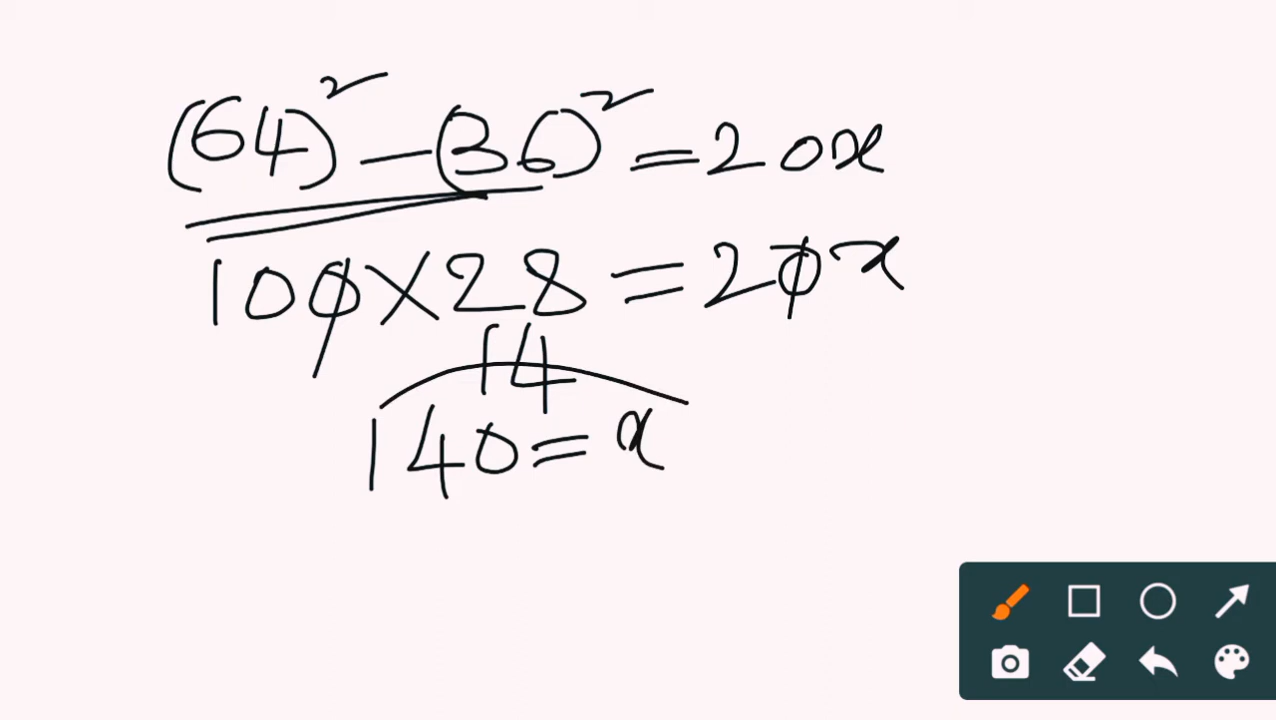 (64)² - (36)² = 20x
100 × 28 = 20x
14
140 = x